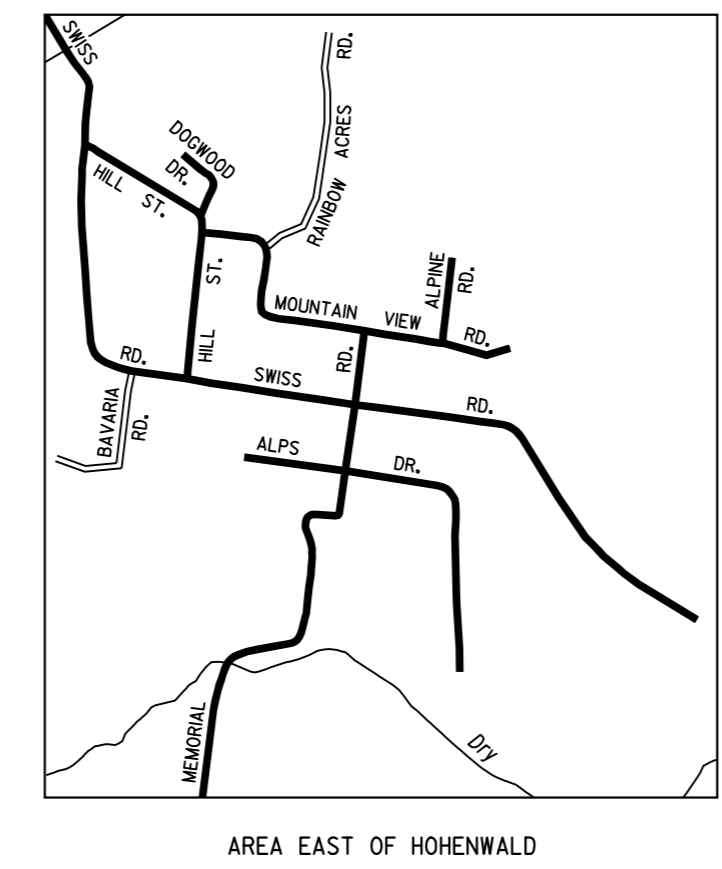 SWISS
RD.
RAINBOW ACRES
DOGWOOD
DR.
HILL ST.
ST.
HILL
ALPINE
RD.
MOUNTAIN VIEW RD.
RD.
RD.
SWISS
RD.
BAVARIA
RD.
ALPS DR.
MEMORIAL
Dry
AREA EAST OF HOHENWALD